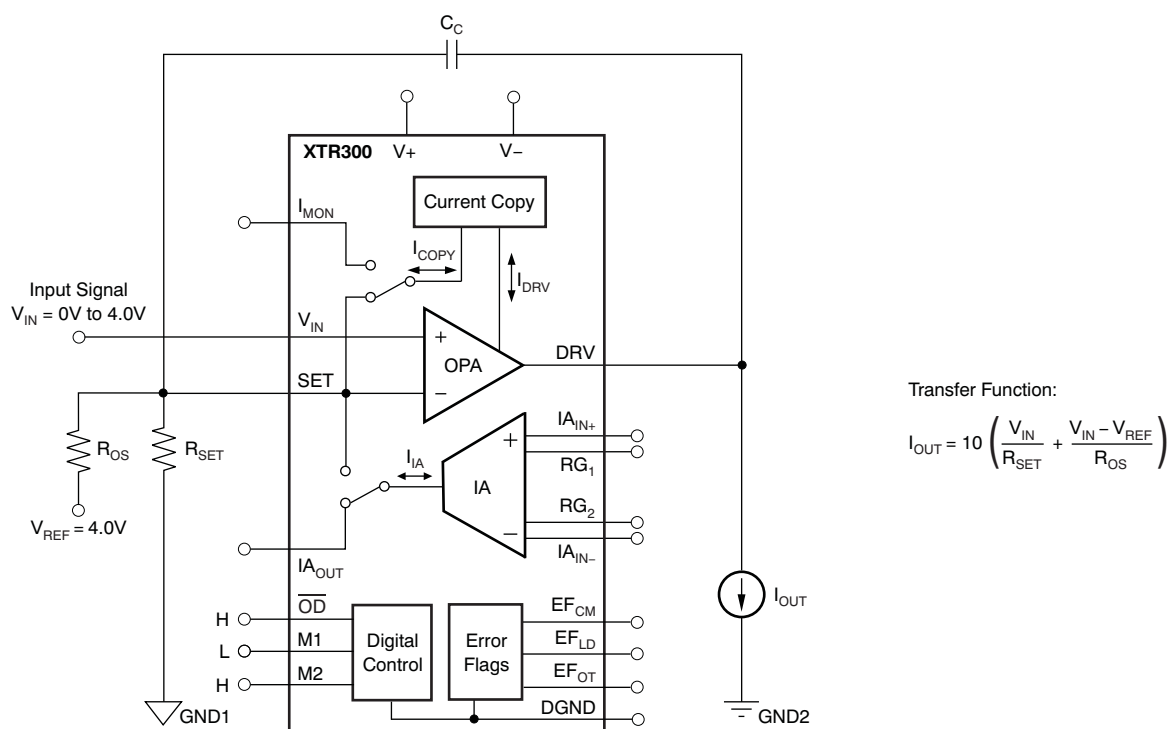 C_C
XTR300
V+
V−
Current Copy
I_MON
I_COPY
I_DRV
Input Signal
V_IN = 0V to 4.0V
V_IN
+
OPA
−
DRV
SET
R_OS
R_SET
V_REF = 4.0V
I_IA
+
IA
−
IA_IN+
RG_1
RG_2
IA_IN−
IA_OUT
Transfer Function:
I_OUT = 10 ( V_IN / R_SET + V_IN − V_REF / R_OS )
I_OUT
H
O̅D̅
L
M1
H
M2
Digital
Control
Error
Flags
EF_CM
EF_LD
EF_OT
DGND
GND1
GND2